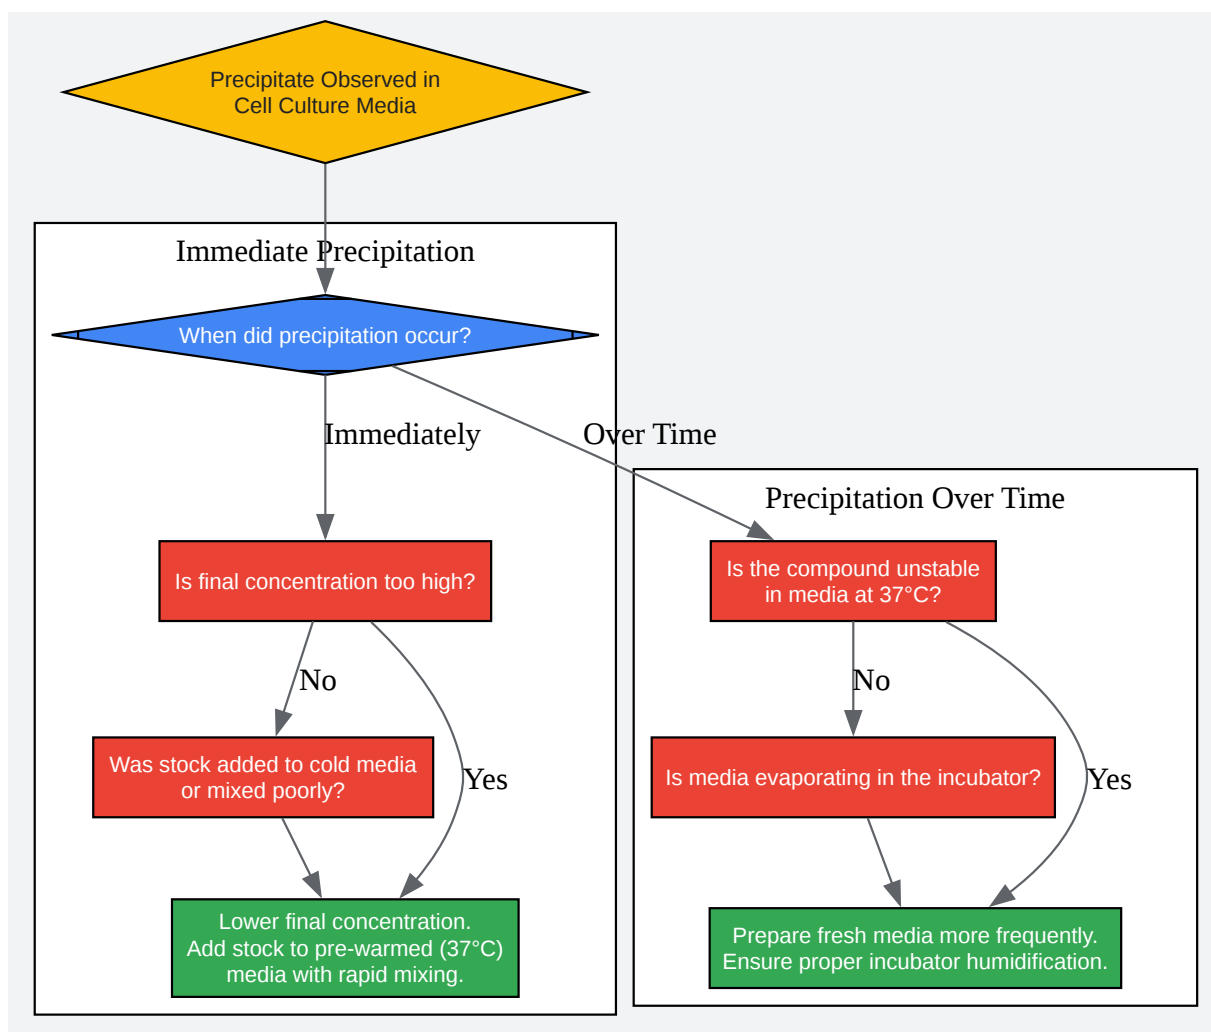 Precipitate Observed in
Cell Culture Media
Immediate Precipitation
When did precipitation occur?
Immediately
Over Time
Precipitation Over Time
Is final concentration too high?
Is the compound unstable
in media at 37°C?
No
No
Was stock added to cold media
or mixed poorly?
Yes
Is media evaporating in the incubator?
Yes
Lower final concentration.
Add stock to pre-warmed (37°C)
media with rapid mixing.
Prepare fresh media more frequently.
Ensure proper incubator humidification.